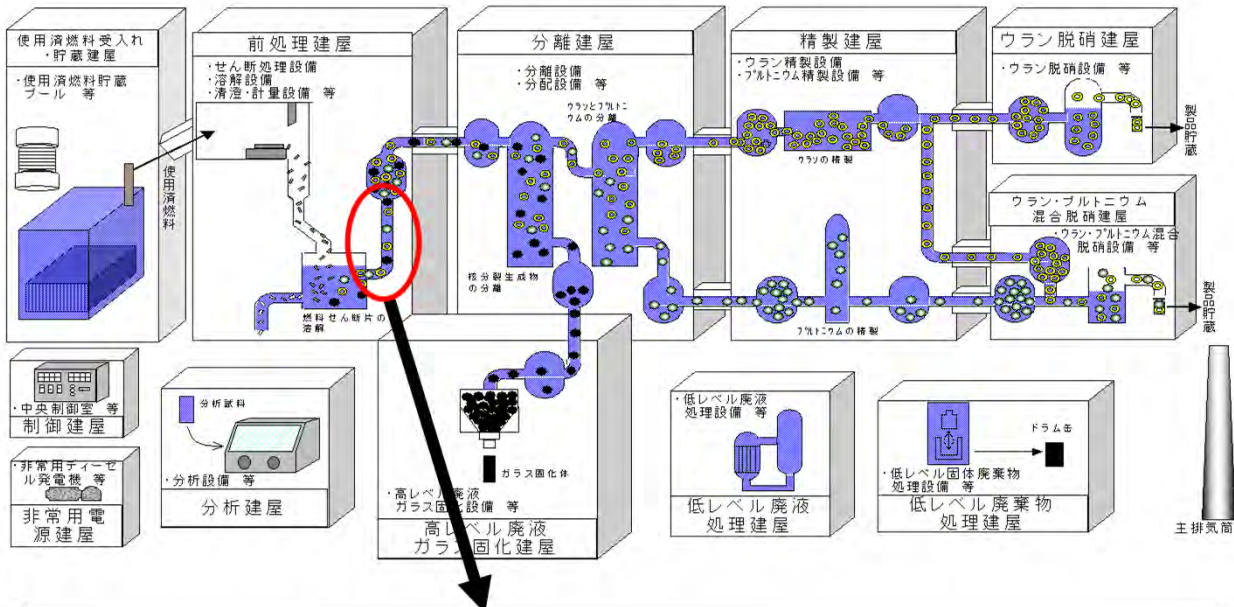 使用済燃料受入れ
・貯蔵建屋
・使用済燃料貯蔵
プール 等
使用済燃料
前処理建屋
・せん断処理設備
・溶解設備
・清澄・計量設備 等
燃料せん断片の
溶解
分離建屋
・分離設備
・分配設備 等
ウランとプルトニ
ウムの分離
核分裂生成物
の分離
精製建屋
・ウラン精製設備
・プルトニウム精製設備 等
ウランの精製
プルトニウムの精製
ウラン脱硝建屋
・ウラン脱硝設備 等
製品貯蔵
ウラン・プルトニウム
混合脱硝建屋
・ウラン・プルトニウム混合
脱硝設備 等
製品貯蔵
・中央制御室 等
制御建屋
・非常用ディーゼ
ル発電機 等
非常用電
源建屋
分析試料
・分析設備 等
分析建屋
ガラス固化体
・高レベル廃液
ガラス固化設備 等
高レベル廃液
ガラス固化建屋
・低レベル廃液
処理設備 等
低レベル廃液
処理建屋
ドラム缶
・低レベル固体廃棄物
処理設備 等
低レベル廃棄物
処理建屋
主排気筒